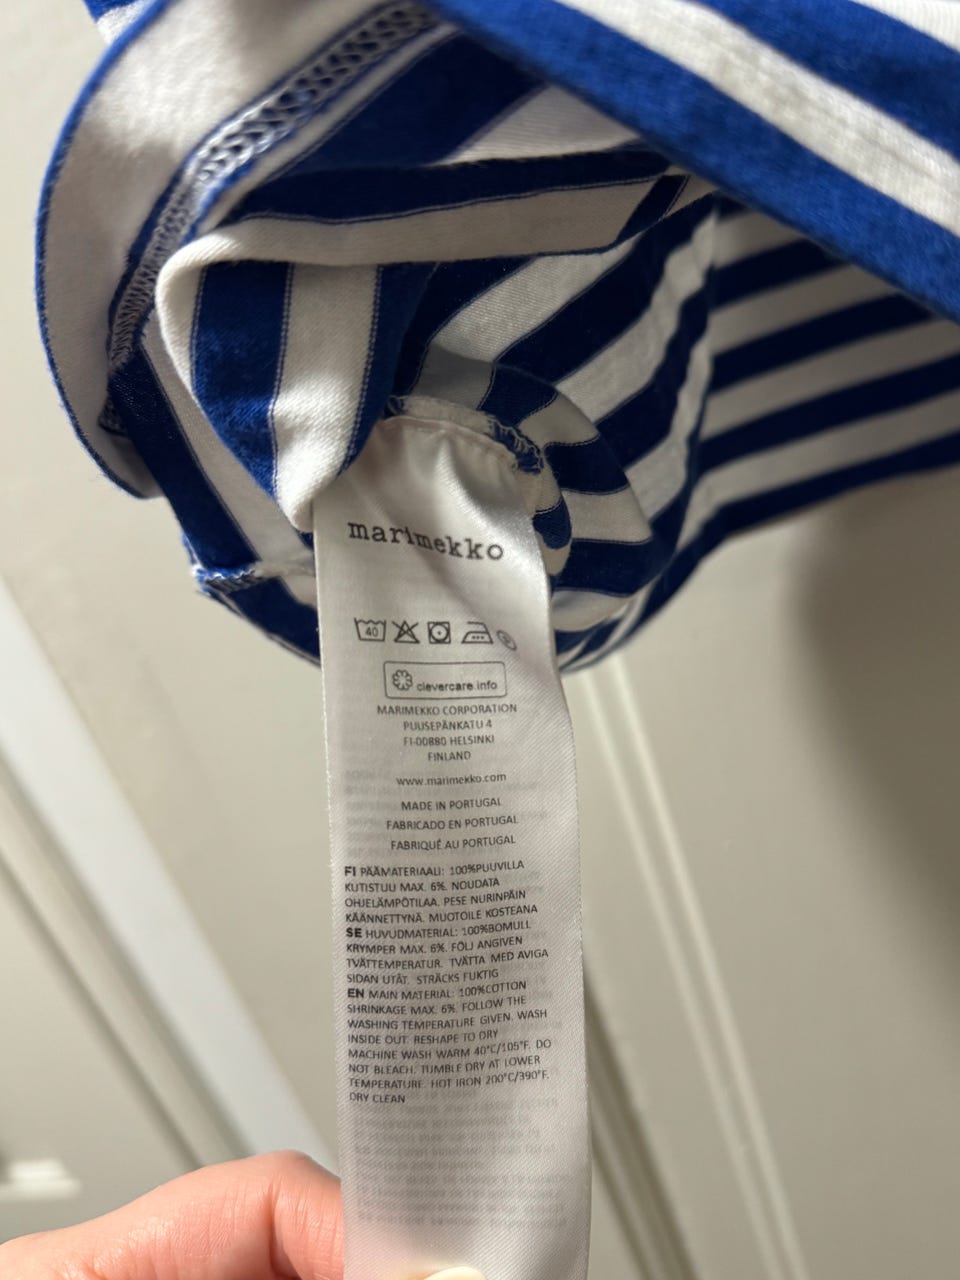 marimekko
40
clevercare.info
MARIMEKKO CORPORATION
PUUSEPÄNKATU 4
FI-00880 HELSINKI
FINLAND
www.marimekko.com
MADE IN PORTUGAL
FABRICADO EN PORTUGAL
FABRIQUÉ AU PORTUGAL
FI PÄÄMATERIAALI: 100%PUUVILLA
KUTISTUU MAX. 6%. NOUDATA
OHJELÄMPÖTILAA. PESE NURINPÄIN
KÄÄNNETTYNÄ. MUOTOILE KOSTEANA
SE HUVUDMATERIAL: 100%BOMULL
KRYMPER MAX. 6%. FÖLJ ANGIVEN
TVÄTTEMPERATUR. TVÄTTA MED AVIGA
SIDAN UTÅT. STRÄCKS FUKTIG
EN MAIN MATERIAL: 100%COTTON
SHRINKAGE MAX. 6%. FOLLOW THE
WASHING TEMPERATURE GIVEN. WASH
INSIDE OUT. RESHAPE TO DRY
MACHINE WASH WARM 40°C/105°F. DO
NOT BLEACH. TUMBLE DRY AT LOWER
TEMPERATURE. HOT IRON 200°C/390°F.
DRY CLEAN